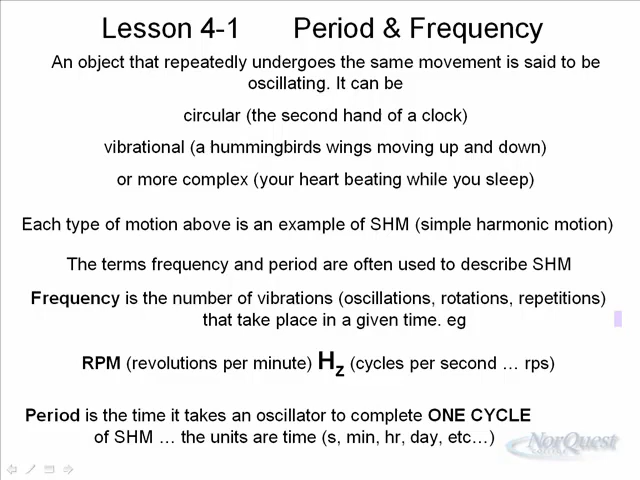 Lesson 4-1 Period & Frequency
An object that repeatedly undergoes the same movement is said to be
oscillating. It can be
circular (the second hand of a clock)
vibrational (a hummingbirds wings moving up and down)
or more complex (your heart beating while you sleep)
Each type of motion above is an example of SHM (simple harmonic motion)
The terms frequency and period are often used to describe SHM
Frequency is the number of vibrations (oscillations, rotations, repetitions)
that take place in a given time. eg
RPM (revolutions per minute) Hz (cycles per second ... rps)
Period is the time it takes an oscillator to complete ONE CYCLE
of SHM ... the units are time (s, min, hr, day, etc...)
NorQuest